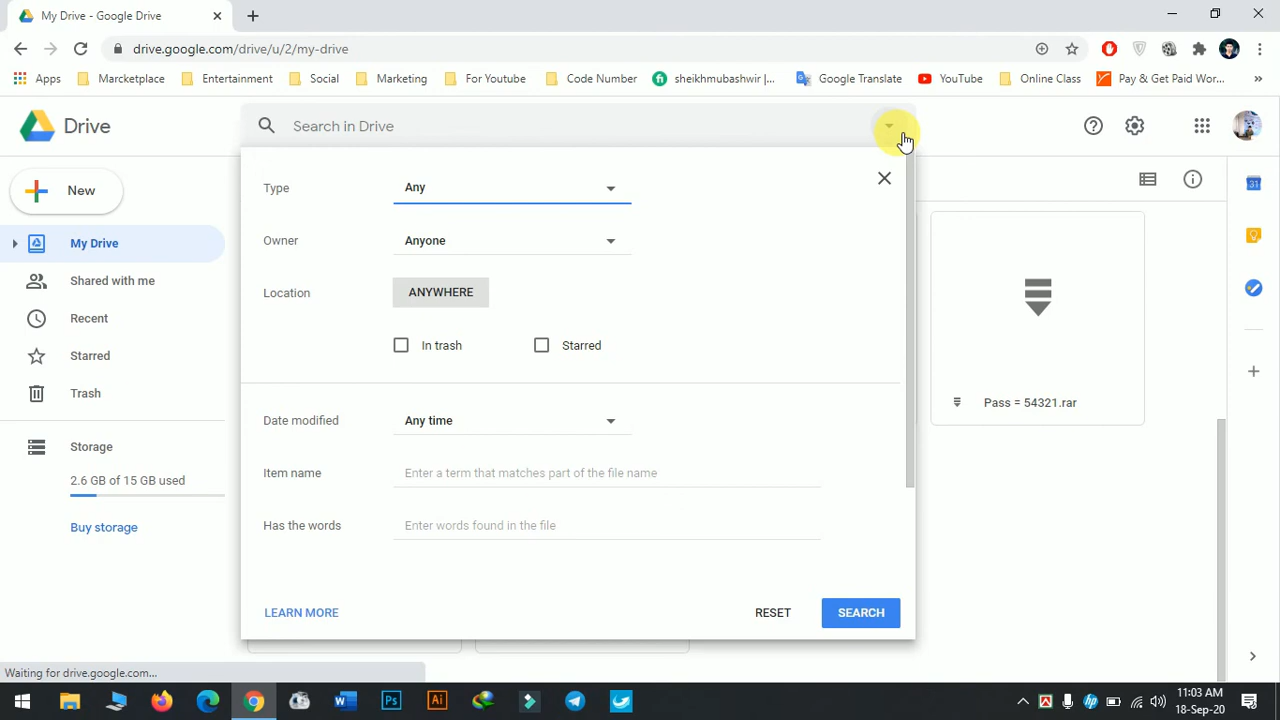 My Drive - Google Drive
drive.google.com/drive/u/2/my-drive
Apps Marcketplace Entertainment Social Marketing For Youtube Code Number sheikhmubashwir |... Google Translate YouTube Online Class Pay & Get Paid Wor... »
Drive
Search in Drive
New
My Drive
Shared with me
Recent
Starred
Trash
Storage
2.6 GB of 15 GB used
Buy storage
Type Any
Owner Anyone
Location ANYWHERE
In trash Starred
Date modified Any time
Item name Enter a term that matches part of the file name
Has the words Enter words found in the file
LEARN MORE RESET SEARCH
Pass = 54321.rar
31
Waiting for drive.google.com...
11:03 AM
18-Sep-20